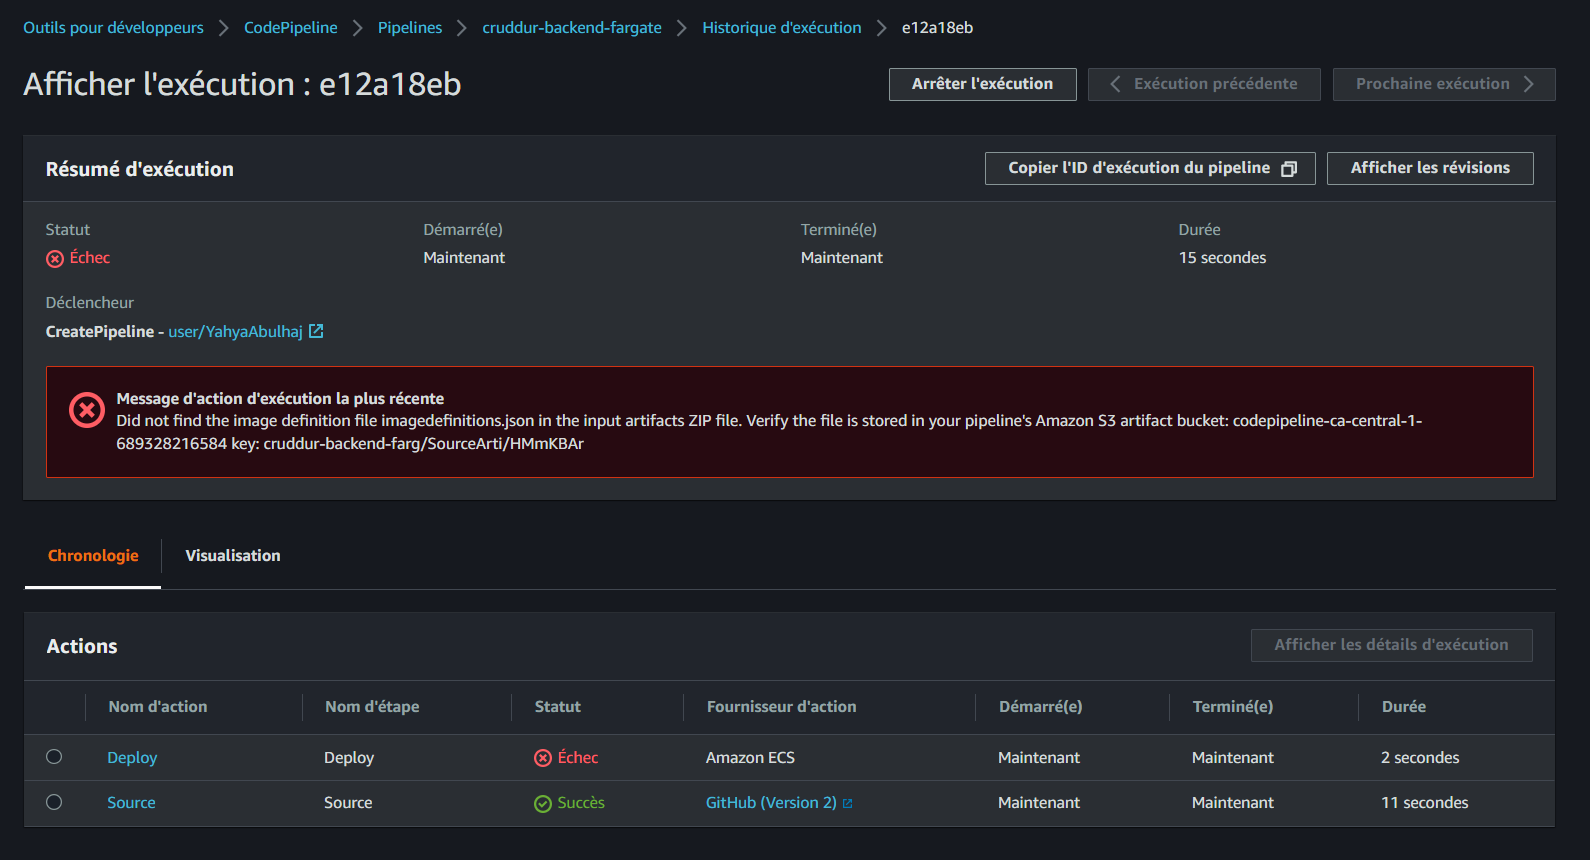 Outils pour développeurs > CodePipeline > Pipelines > cruddur-backend-fargate > Historique d'exécution > e12a18eb
Afficher l'exécution : e12a18eb
Arrêter l'exécution
Exécution précédente
Prochaine exécution
Résumé d'exécution
Copier l'ID d'exécution du pipeline
Afficher les révisions
Statut
Échec
Démarré(e)
Maintenant
Terminé(e)
Maintenant
Durée
15 secondes
Déclencheur
CreatePipeline - user/YahyaAbulhaj
Message d'action d'exécution la plus récente
Did not find the image definition file imagedefinitions.json in the input artifacts ZIP file. Verify the file is stored in your pipeline's Amazon S3 artifact bucket: codepipeline-ca-central-1-
689328216584 key: cruddur-backend-farg/SourceArti/HMmKBAr
Chronologie
Visualisation
Actions
Afficher les détails d'exécution
Nom d'action Nom d'étape Statut Fournisseur d'action Démarré(e) Terminé(e) Durée
Deploy Deploy Échec Amazon ECS Maintenant Maintenant 2 secondes
Source Source Succès GitHub (Version 2) Maintenant Maintenant 11 secondes